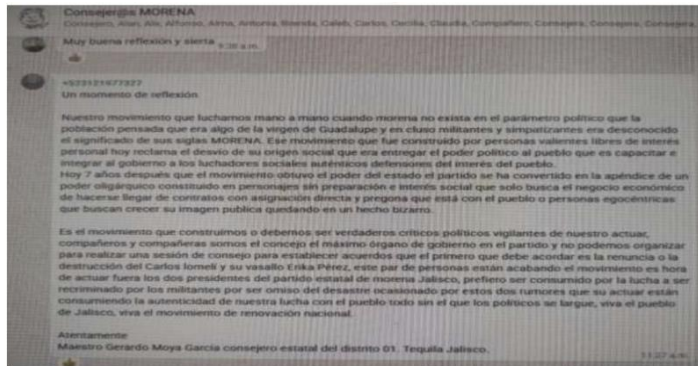 Consejer@s MORENA
Consejero, Alan, Ale, Alfonso, Alma, Antonia, Brenda, Caleb, Carlos, Cecilia, Claudia, Compañero, Consejera, Consejera, Consejera
Muy buena reflexión y sierta 9:28 a.m.
Un momento de reflexión
Nuestro movimiento que luchamos mano a mano cuando morena no exista en el parámetro político que la
población pensada que era algo de la virgen de Guadalupe y en cluso militantes y simpatizantes era desconocido
el significado de sus siglas MORENA. Ese movimiento que fue construido por personas valientes libres de interés
personal hoy reclama el desvío de su origen social que era entregar el poder político al pueblo que es capacitar e
integrar al gobierno a los luchadores sociales auténticos defensores del interés del pueblo.
Hoy 7 años después que el movimiento obtuvo el poder del estado el partido se ha convertido en la apéndice de un
poder oligárquico constituido en personajes sin preparación e interés social que solo busca el negocio económico
de hacerse llegar de contratos con asignación directa y pregona que está con el pueblo o personas egocéntricas
que buscan crecer su imagen publica quedando en un hecho bizarro.
Es el movimiento que construimos o debemos ser verdaderos críticos políticos vigilantes de nuestro actuar,
compañeros y compañeras somos el concejo el máximo órgano de gobierno en el partido y no podemos organizar
para realizar una sesión de consejo para establecer acuerdos que el primero que debe acordar es la renuncia o la
destrucción del Carlos lomelí y su vasallo Erika Pérez, este par de personas están acabando el movimiento es hora
de actuar fuera los dos presidentes del partido estatal de morena Jalisco, prefiero ser consumido por la lucha a ser
recriminado por los militantes por ser omiso del desastre ocasionado por estos dos rumores que su actuar están
consumiendo la autenticidad de nuestra lucha con el pueblo todo sin el que los políticos se largue, viva el pueblo
de Jalisco, viva el movimiento de renovación nacional.
Atentamente
Maestro Gerardo Moya García consejero estatal del distrito 01. Tequila Jalisco.
11:27 a.m.